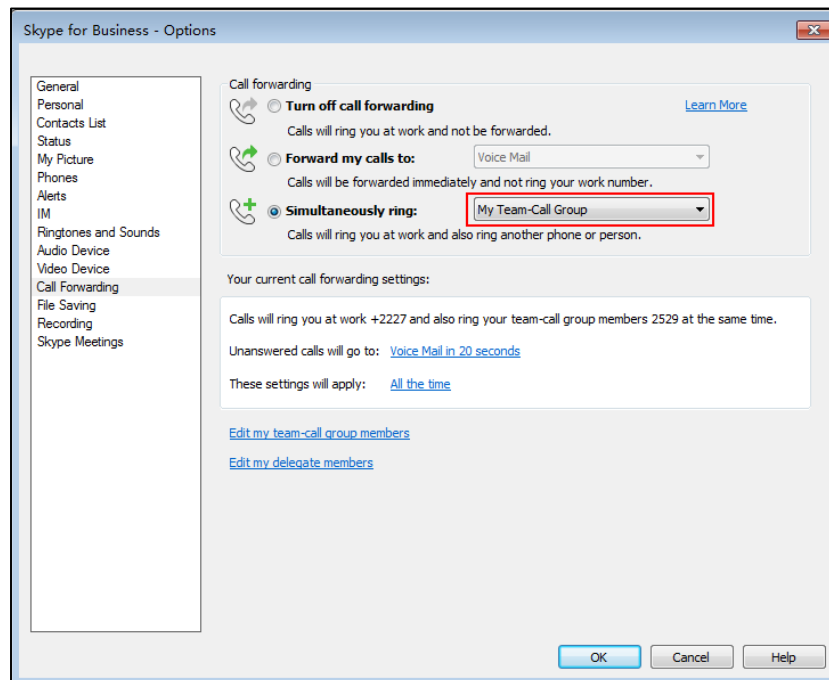 Skype for Business - Options
General
Personal
Contacts List
Status
My Picture
Phones
Alerts
IM
Ringtones and Sounds
Audio Device
Video Device
Call Forwarding
File Saving
Recording
Skype Meetings
Call forwarding
Turn off call forwarding
Learn More
Calls will ring you at work and not be forwarded.
Forward my calls to: Voice Mail
Calls will be forwarded immediately and not ring your work number.
Simultaneously ring: My Team-Call Group
Calls will ring you at work and also ring another phone or person.
Your current call forwarding settings:
Calls will ring you at work +2227 and also ring your team-call group members 2529 at the same time.
Unanswered calls will go to: Voice Mail in 20 seconds
These settings will apply: All the time
Edit my team-call group members
Edit my delegate members
OK Cancel Help